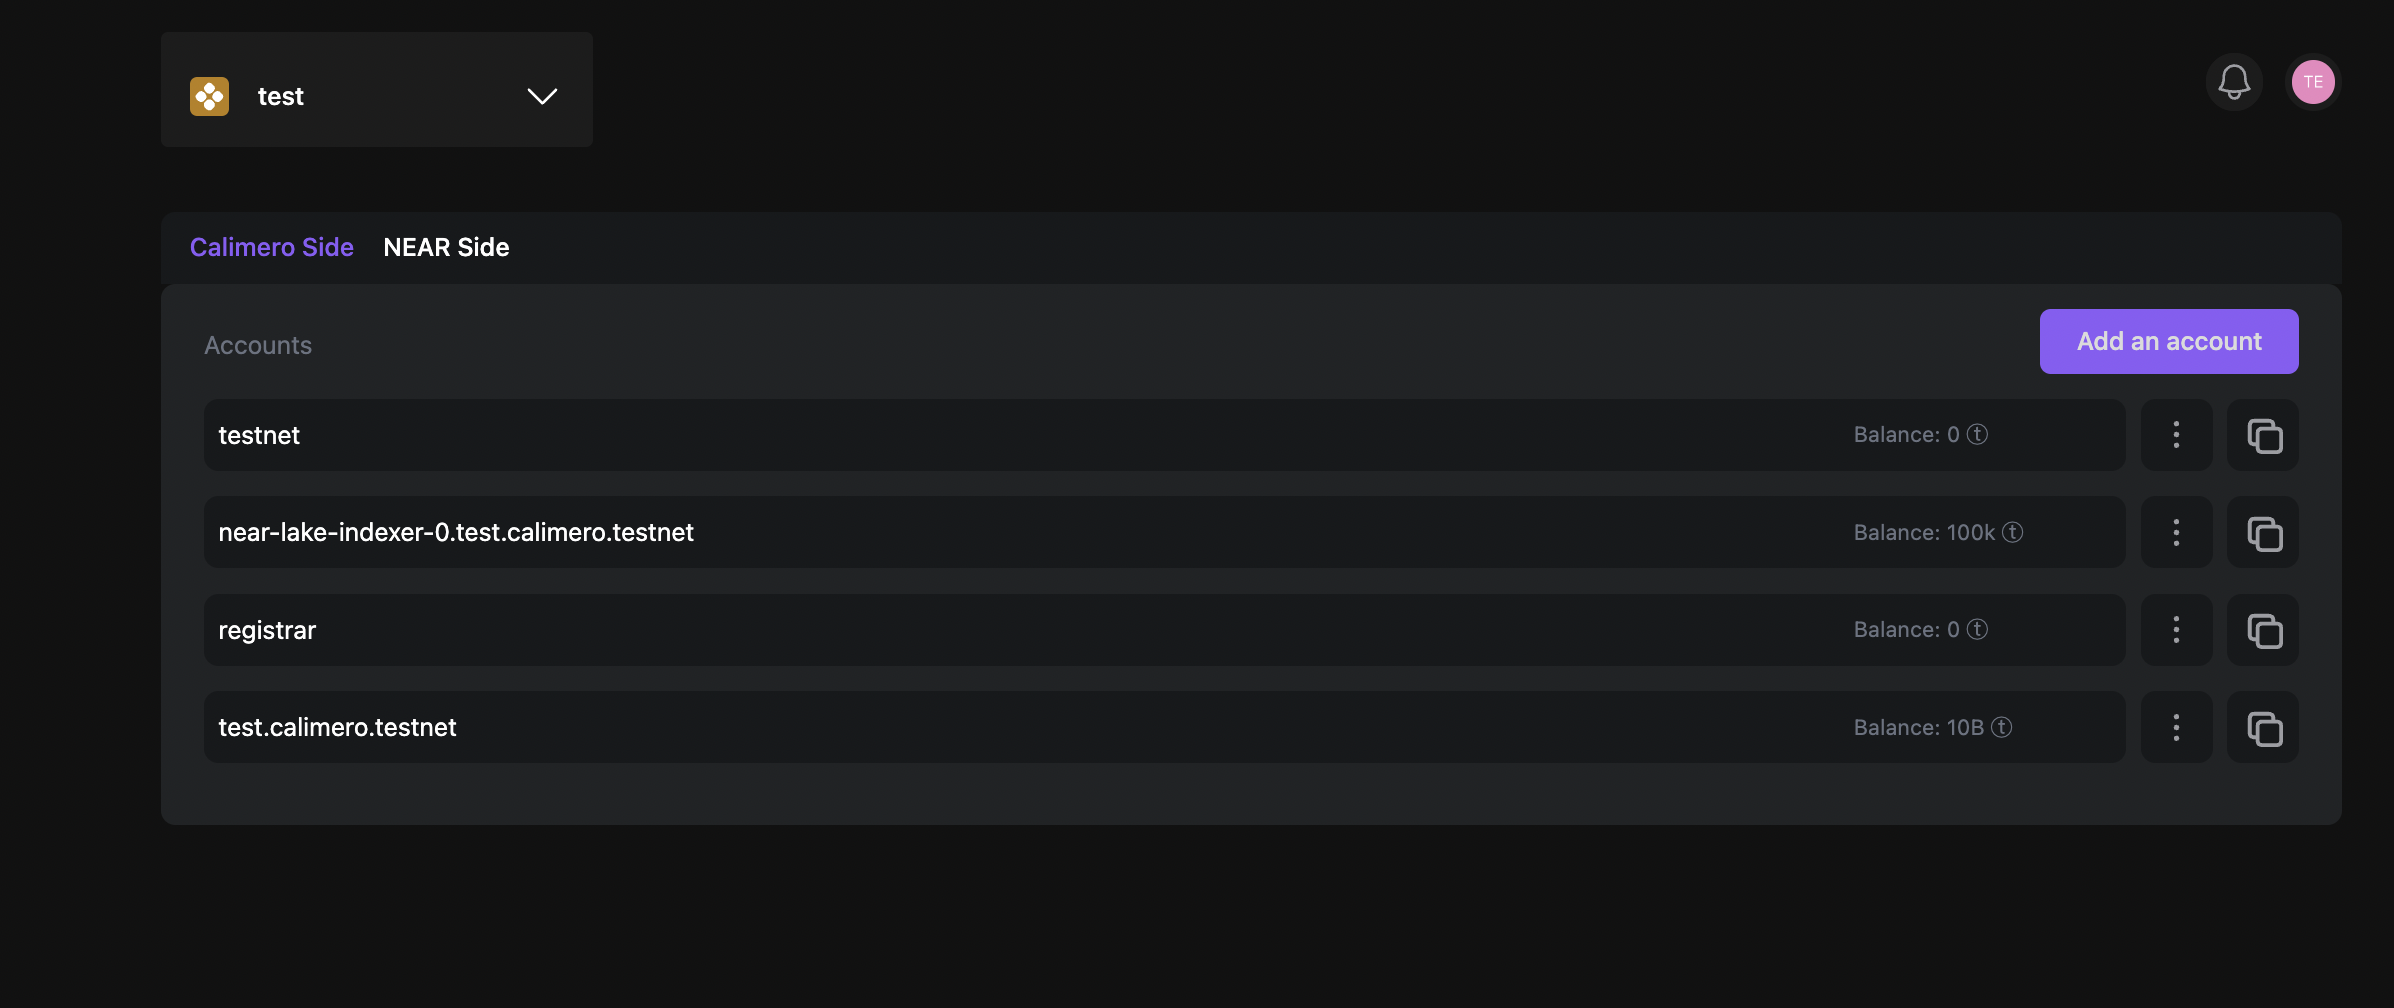 test
TE
Calimero Side NEAR Side
Accounts
Add an account
testnet Balance: 0 ⓣ
near-lake-indexer-0.test.calimero.testnet Balance: 100k ⓣ
registrar Balance: 0 ⓣ
test.calimero.testnet Balance: 10B ⓣ